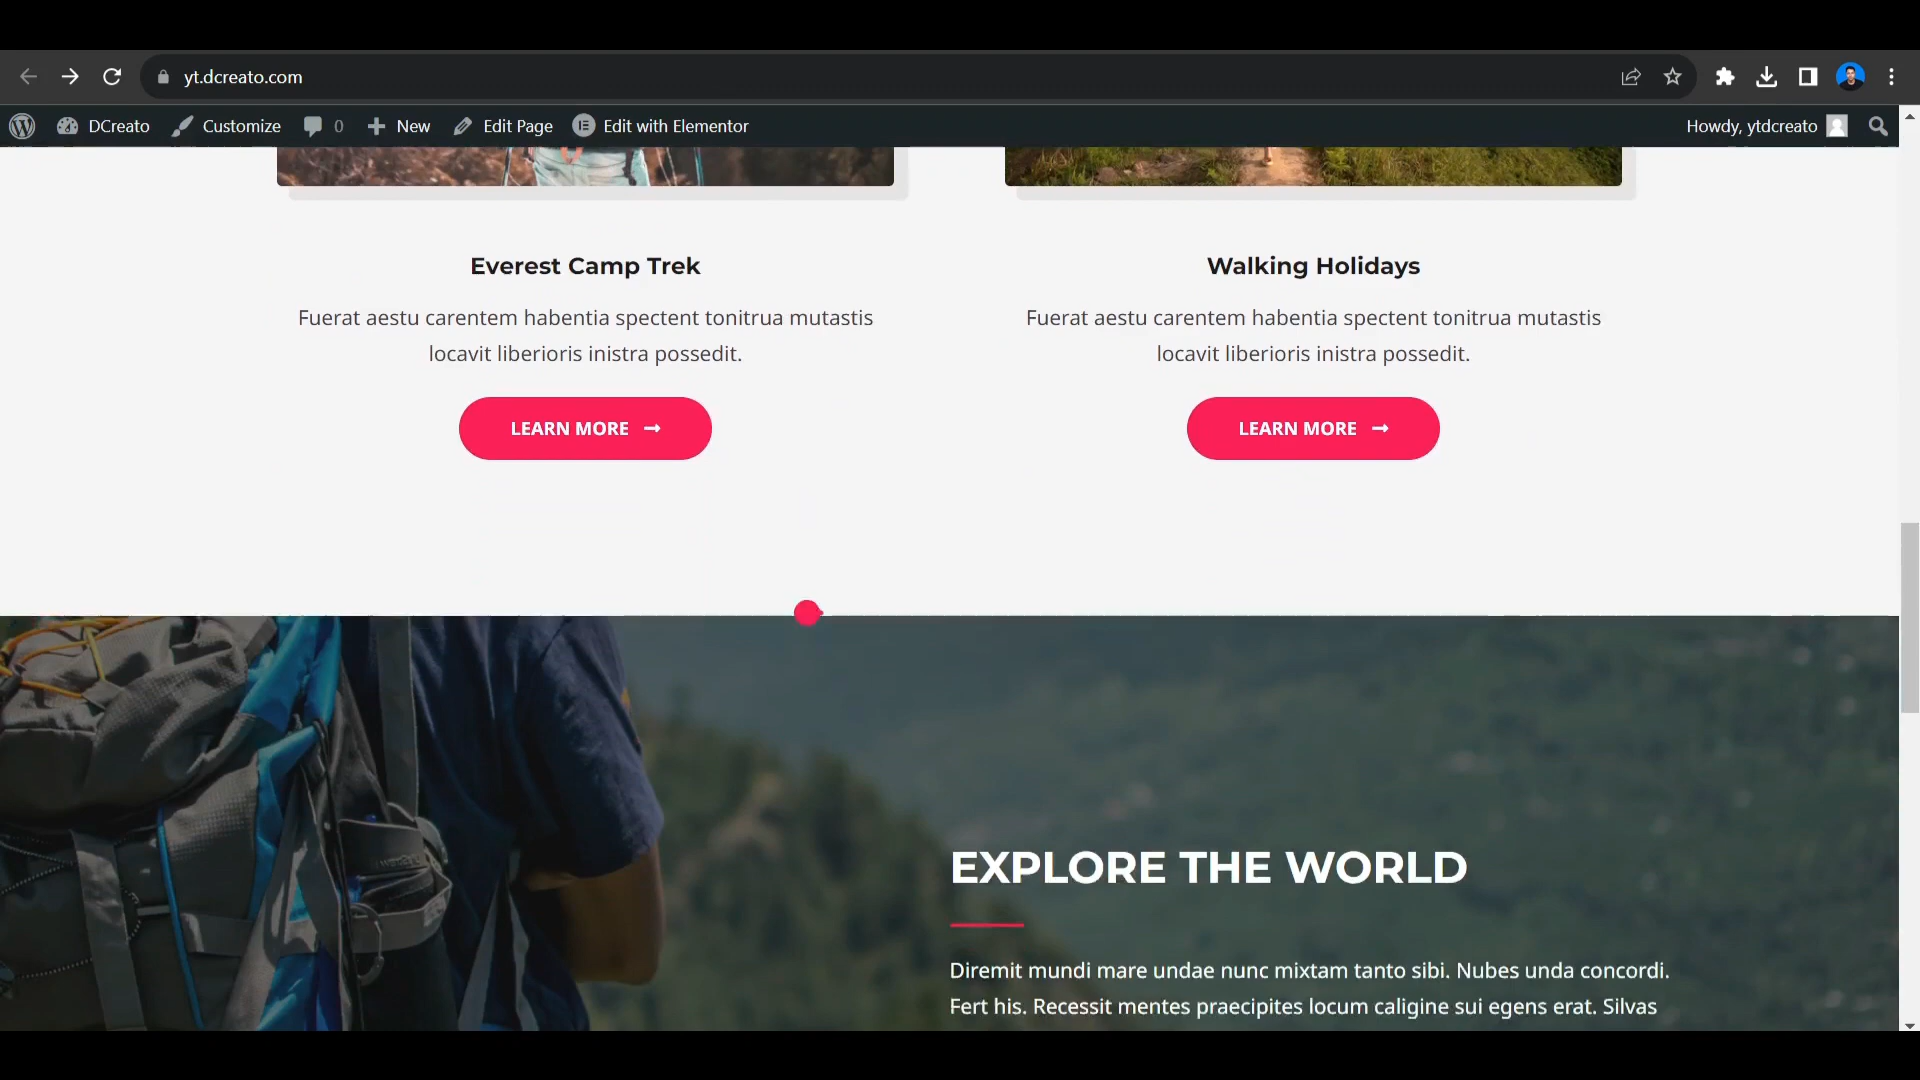 yt.dcreato.com
DCreato Customize 0 New Edit Page Edit with Elementor Howdy, ytdcreato
Everest Camp Trek
Fuerat aestu carentem habentia spectent tonitrua mutastis
locavit liberioris inistra possedit.
LEARN MORE
Walking Holidays
Fuerat aestu carentem habentia spectent tonitrua mutastis
locavit liberioris inistra possedit.
LEARN MORE
EXPLORE THE WORLD
Diremit mundi mare undae nunc mixtam tanto sibi. Nubes unda concordi.
Fert his. Recessit mentes praecipites locum caligine sui egens erat. Silvas